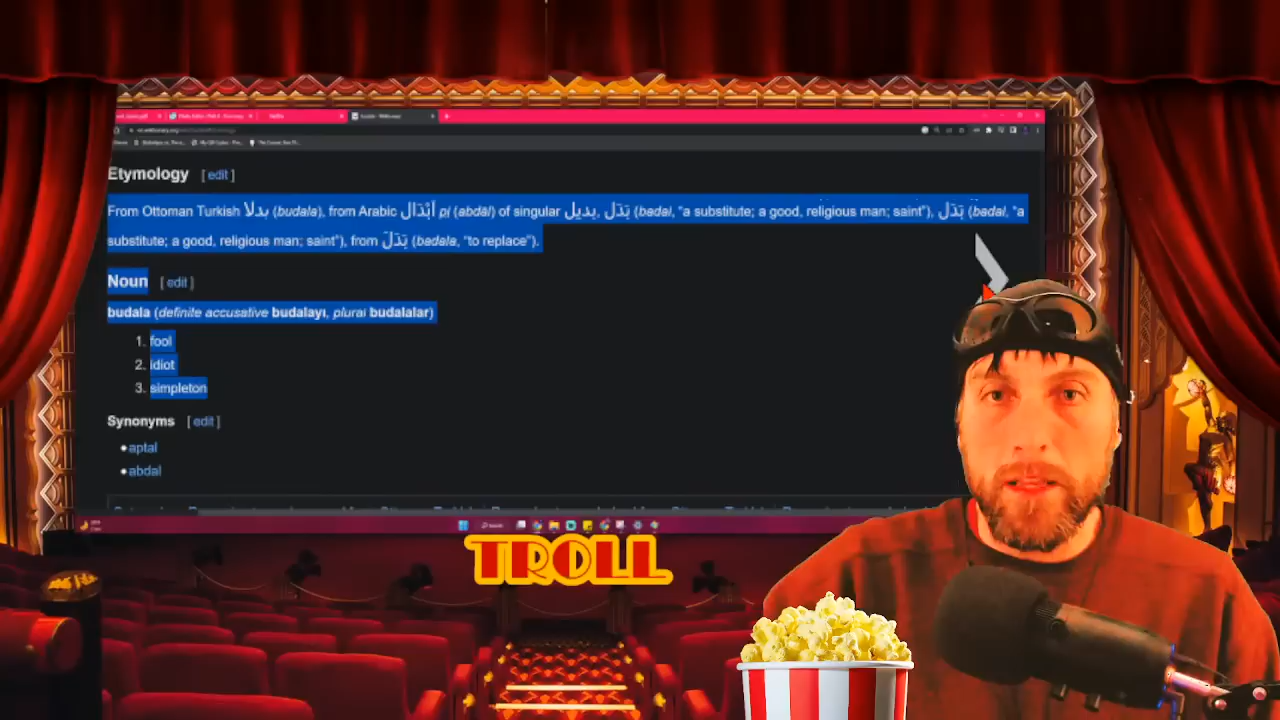 Etymology [ edit ]
From Ottoman Turkish بدلا (budala), from Arabic أَبْدَال pl (abdāl) of singular بديل, بَدَل (badal, “a substitute; a good, religious man; saint”), بَدَل (badal, “a
substitute; a good, religious man; saint”), from بَدَلَ (badala, “to replace”).
Noun [ edit ]
budala (definite accusative budalayı, plural budalalar)
1. fool
2. idiot
3. simpleton
Synonyms [ edit ]
aptal
abdal
TROLL